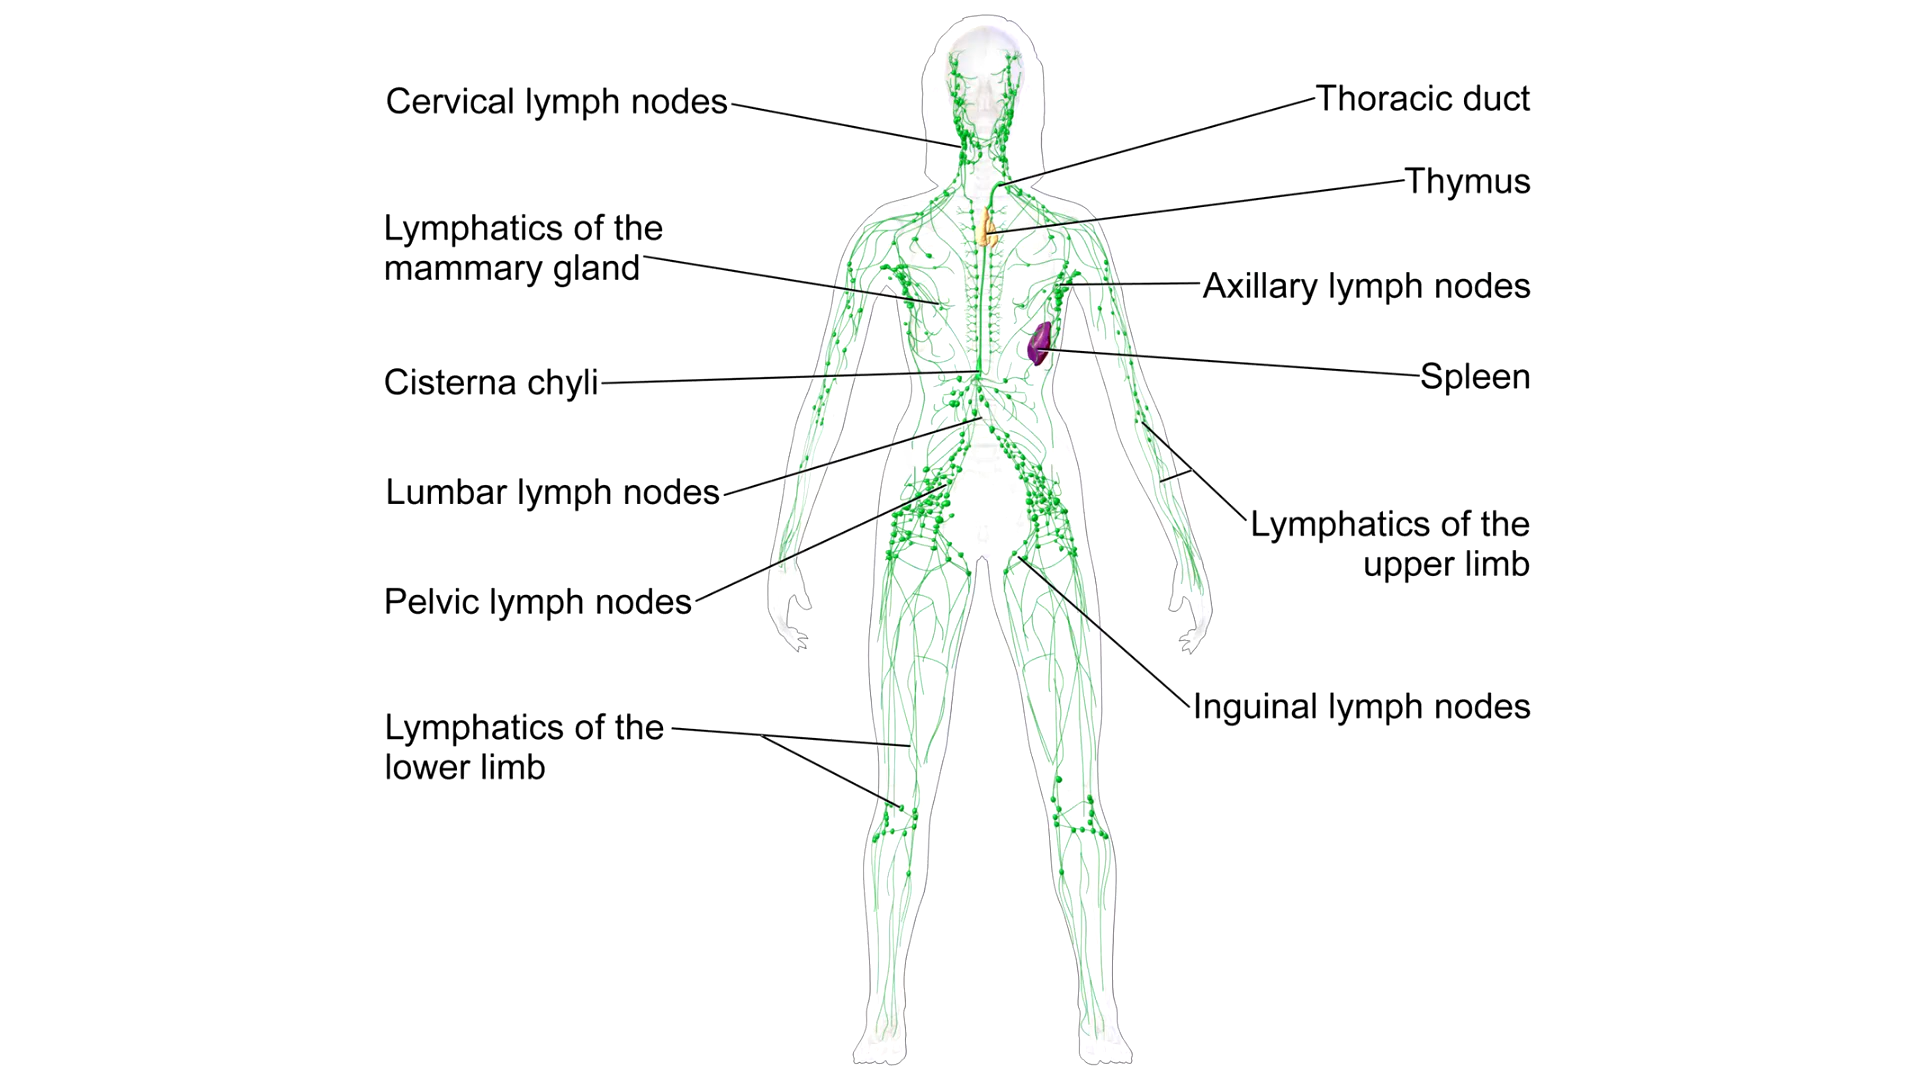 Cervical lymph nodes
Lymphatics of the
mammary gland
Cisterna chyli
Lumbar lymph nodes
Pelvic lymph nodes
Lymphatics of the
lower limb
Thoracic duct
Thymus
Axillary lymph nodes
Spleen
Lymphatics of the
upper limb
Inguinal lymph nodes